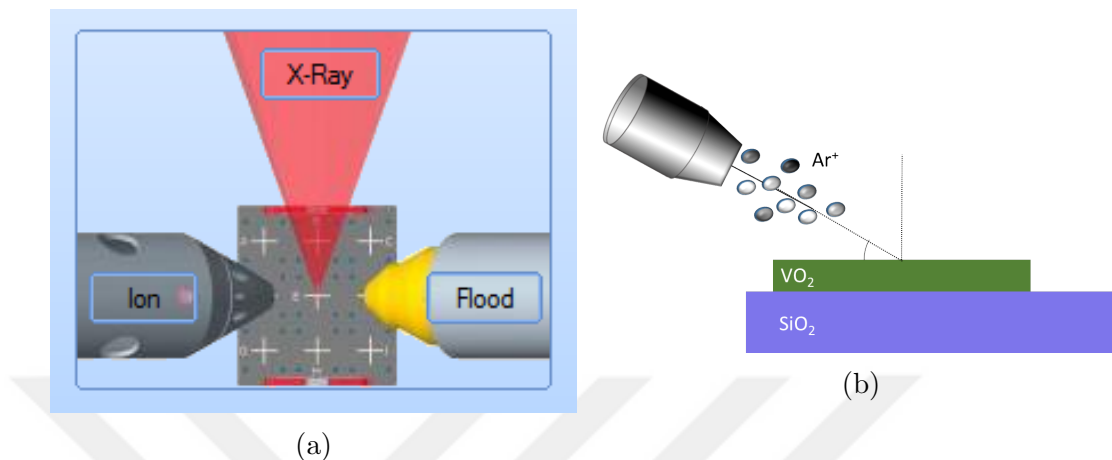 X-Ray
Ion
Flood
(a)
Ar⁺
VO₂
SiO₂
(b)